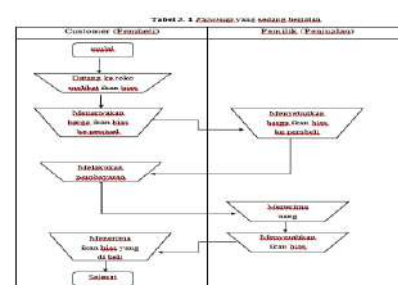 Tabel 3. 1 Flowmap yang sedang berjalan
Customer (Pembeli)
Pemilik (Penjualan)
mulai
Datang ke toko
melihat ikan hias
Menanyakan
harga ikan hias
ke pemilik
Menyebutkan
harga ikan hias
ke pembeli
Melakukan
pembayaran
Menerima
uang
Menerima
ikan hias yang
di beli
Menyerahkan
ikan hias
Selesai